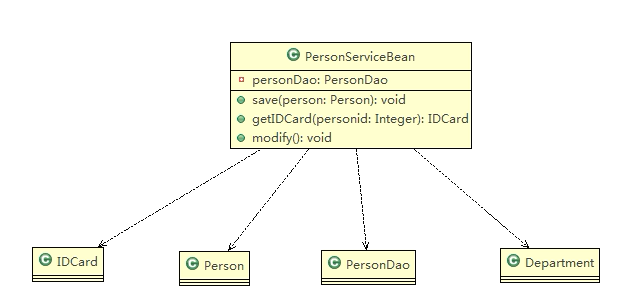 PersonServiceBean
personDao: PersonDao
save(person: Person): void
getIDCard(personid: Integer): IDCard
modify(): void
IDCard
Person
PersonDao
Department